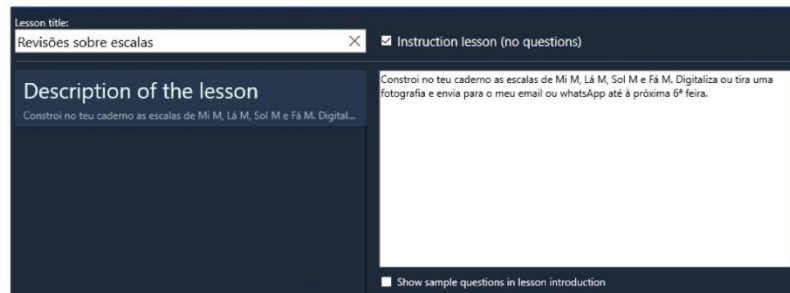 Lesson title:
Revisões sobre escalas
Instruction lesson (no questions)
Description of the lesson
Constroi no teu caderno as escalas de Mi M, Lá M, Sol M e Fá M. Digital...
Constroi no teu caderno as escalas de Mi M, Lá M, Sol M e Fá M. Digitaliza ou tira uma
fotografia e envia para o meu email ou whatsApp até à próxima 6ª feira.
Show sample questions in lesson introduction